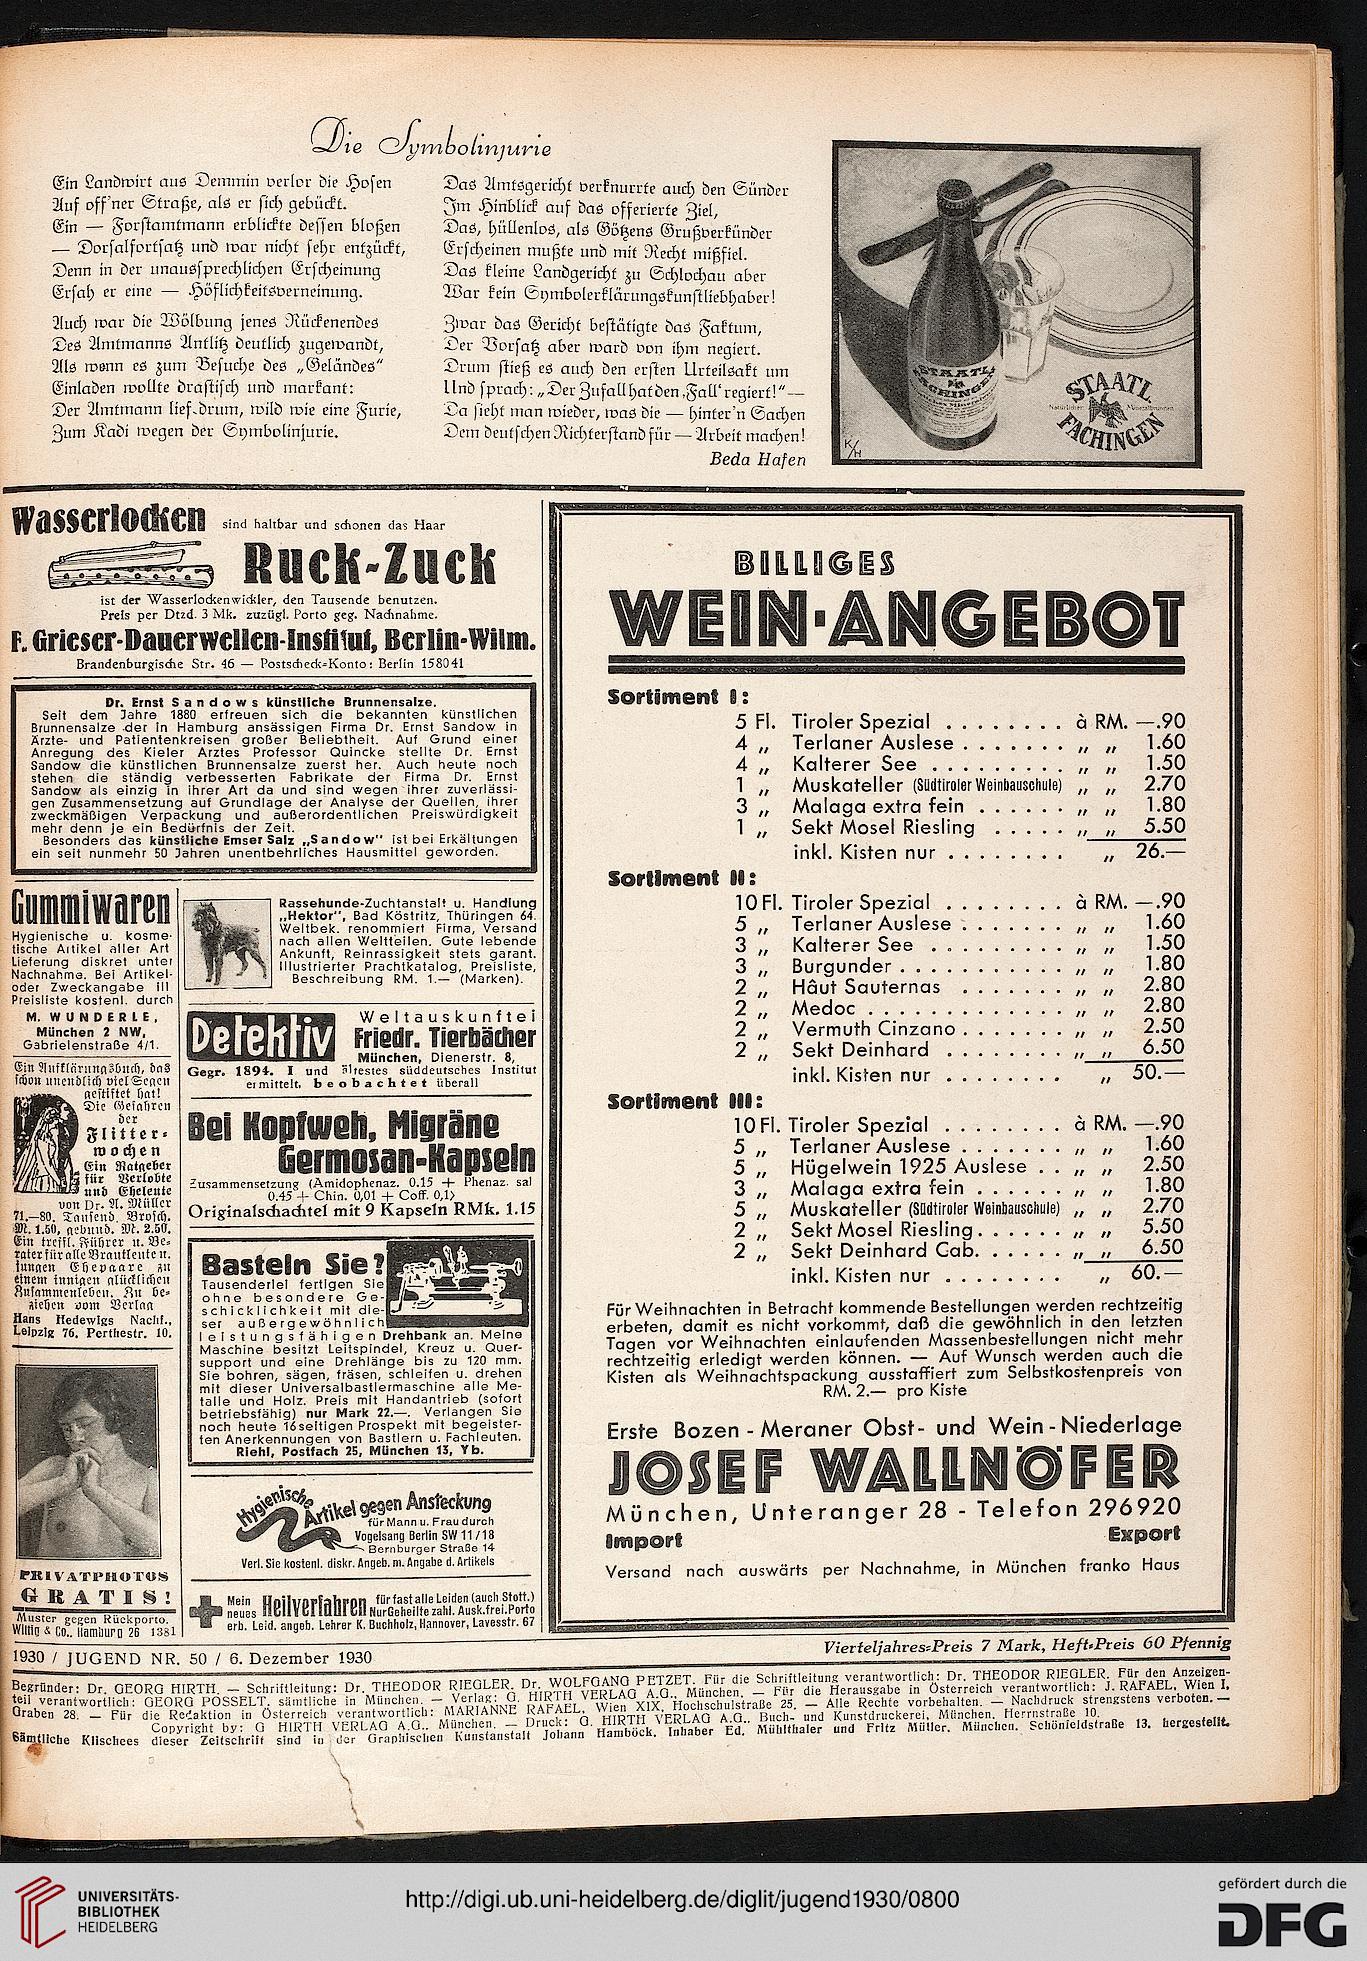 Die Symbolinjurie
Ein Landwirt aus Demmin verlor die Hosen
Auf off'ner Straße, als er sich gebückt.
Ein — Forstamtmann erblickte dessen bloßen
— Dorsalfortsatz und war nicht sehr entzückt,
Denn in der unaussprechlichen Erscheinung
Ersah er eine — Höflichkeitsverneinung.
Auch war die Wölbung jenes Rückenendes
Des Amtmanns Antlitz deutlich zugewandt,
Als wenn es zum Besuche des „Geländes"
Einladen wollte drastisch und markant:
Der Amtmann lief drum, wild wie eine Furie,
Zum Kadi wegen der Symbolinjurie.
Das Amtsgericht verknurrte auch den Sünder
Im Hinblick auf das offerierte Ziel,
Das, hüllenlos, als Götzens Grußverkünder
Erscheinen mußte und mit Recht mißfiel.
Das kleine Landgericht zu Schlochau aber
War kein Symbolerklärungskunstliebhaber!
Zwar das Gericht bestätigte das Faktum,
Der Vorsatz aber ward von ihm negiert.
Drum stieß es auch den ersten Urteilsakt um
Und sprach: „Der Zufall hat den ‚Fall' regiert!" —
Da sieht man wieder, was die — hinter'n Sachen
Dem deutschen Richterstand für — Arbeit machen!
Beda Hafen
STAATL.
FACHINGEN
STAATL.
Natürliches Mineralbrunnen
FACHINGEN
K/H
Wasserlocken sind haltbar und schonen das Haar
Ruck-Zuck
ist der Wasserlockenwickler, den Tausende benutzen.
Preis per Dtzd. 3 Mk. zuzügl. Porto geg. Nachnahme.
F. Grieser-Dauerwellen-Institut, Berlin-Wilm.
Brandenburgische Str. 46 — Postscheck-Konto: Berlin 158041
Dr. Ernst Sandows künstliche Brunnensalze.
Seit dem Jahre 1880 erfreuen sich die bekannten künstlichen
Brunnensalze der in Hamburg ansässigen Firma Dr. Ernst Sandow in
Ärzte- und Patientenkreisen großer Beliebtheit. Auf Grund einer
Anregung des Kieler Arztes Professor Quincke stellte Dr. Ernst
Sandow die künstlichen Brunnensalze zuerst her. Auch heute noch
stehen die ständig verbesserten Fabrikate der Firma Dr. Ernst
Sandow als einzig in ihrer Art da und sind wegen ihrer zuverlässi-
gen Zusammensetzung auf Grundlage der Analyse der Quellen, ihrer
zweckmäßigen Verpackung und außerordentlichen Preiswürdigkeit
mehr denn je ein Bedürfnis der Zeit.
Besonders das künstliche Emser Salz „Sandow" ist bei Erkältungen
ein seit nunmehr 50 Jahren unentbehrliches Hausmittel geworden.
Gummiwaren
Hygienische u. kosme-
tische Artikel aller Art
Lieferung diskret unter
Nachnahme. Bei Artikel-
oder Zweckangabe ill
Preisliste kostenl. durch
M. WUNDERLE,
München 2 NW,
Gabrielenstraße 4/1.
Ein Aufklärungsbuch, das
schon unendlich viel Segen
gestiftet hat!
Die Gefahren
der
Flitter-
wochen
Ein Ratgeber
für Verlobte
und Eheleute
von Dr. A. Müller
71.—80. Tausend. Brosch.
M. 1.50, gebund. M. 2.50.
Ein treffl. Führer u. Be-
rater für alle Brautleute u.
jungen Ehepaare zu
einem innigen glücklichen
Zusammenleben. Zu be-
ziehen vom Verlag
Hans Hedewigs Nachf.,
Leipzig 76. Perthestr. 10.
PRIVATPHOTOS
GRATIS!
Muster gegen Rückporto.
Wittig & Co., Hamburg 26 1381
Rassehunde-Zuchtanstalt u. Handlung
„Hektor", Bad Köstritz, Thüringen 64.
Weltbek. renommiert Firma, Versand
nach allen Weltteilen. Gute lebende
Ankunft, Reinrassigkeit stets garant.
Illustrierter Prachtkatalog, Preisliste,
Beschreibung RM. 1.— (Marken).
Detektiv
Weltauskunftei
Friedr. Tierbächer
München, Dienerstr. 8,
Gegr. 1894. I und ältestes süddeutsches Institut
ermittelt, beobachtet überall
Bei Kopfweh, Migräne
Germosan-Kapseln
Zusammensetzung (Amidophenaz. 0.15 + Phenaz. sal
0.45 + Chin. 0,01 + Coff. 0,1)
Originalschachtel mit 9 Kapseln RMk. 1.15
Basteln Sie?
Tausenderlei fertigen Sie
ohne besondere Ge-
schicklichkeit mit die-
ser außergewöhnlich
leistungsfähigen Drehbank an. Meine
Maschine besitzt Leitspindel, Kreuz u. Quer-
support und eine Drehlänge bis zu 120 mm.
Sie bohren, sägen, fräsen, schleifen u. drehen
mit dieser Universalbastlermaschine alle Me-
talle und Holz. Preis mit Handantrieb (sofort
betriebsfähig) nur Mark 22.—. Verlangen Sie
noch heute 16seitigen Prospekt mit begeister-
ten Anerkennungen von Bastlern u. Fachleuten.
Riehl, Postfach 25, München 13, Yb.
Hygienische
Artikel gegen Ansteckung
für Mann u. Frau durch
Vogelsang Berlin SW 11/18
Bernburger Straße 14
Verl. Sie kostenl. diskr. Angeb. m. Angabe d. Artikels
Mein neues Heilverfahren für fast alle Leiden (auch Stott.)
Nur Geheilte zahl. Ausk. frei. Porto
erb. Leid. angeb. Lehrer K. Buchholz, Hannover, Lavesstr. 67
BILLIGES
WEIN·ANGEBOT
Sortiment I:
5 Fl. Tiroler Spezial ........ à RM. —.90
4 „ Terlaner Auslese ....... „ „ 1.60
4 „ Kalterer See ......... „ „ 1.50
1 „ Muskateller (Südtiroler Weinbauschule) „ „ 2.70
3 „ Malaga extra fein ...... „ „ 1.80
1 „ Sekt Mosel Riesling ..... „ „ 5.50
inkl. Kisten nur ........ „ 26.—
Sortiment II:
10 Fl. Tiroler Spezial ........ à RM. —.90
5 „ Terlaner Auslese ....... „ „ 1.60
3 „ Kalterer See ......... „ „ 1.50
3 „ Burgunder ........... „ „ 1.80
2 „ Hâut Sauternas ....... „ „ 2.80
2 „ Medoc ............. „ „ 2.80
2 „ Vermuth Cinzano ....... „ „ 2.50
2 „ Sekt Deinhard ........ „ „ 6.50
inkl. Kisten nur ........ „ 50.—
Sortiment III:
10 Fl. Tiroler Spezial ........ à RM. —.90
5 „ Terlaner Auslese ....... „ „ 1.60
5 „ Hügelwein 1925 Auslese .. „ „ 2.50
3 „ Malaga extra fein ...... „ „ 1.80
5 „ Muskateller (Südtiroler Weinbauschule) „ „ 2.70
2 „ Sekt Mosel Riesling...... „ „ 5.50
2 „ Sekt Deinhard Cab. ..... „ „ 6.50
inkl. Kisten nur ........ „ 60.—
Für Weihnachten in Betracht kommende Bestellungen werden rechtzeitig
erbeten, damit es nicht vorkommt, daß die gewöhnlich in den letzten
Tagen vor Weihnachten einlaufenden Massenbestellungen nicht mehr
rechtzeitig erledigt werden können. — Auf Wunsch werden auch die
Kisten als Weihnachtspackung ausstaffiert zum Selbstkostenpreis von
RM. 2.— pro Kiste
Erste Bozen - Meraner Obst- und Wein - Niederlage
JOSEF WALLNÖFER
München, Unteranger 28 - Telefon 296920
Import Export
Versand nach auswärts per Nachnahme, in München franko Haus
1930 / JUGEND NR. 50 / 6. Dezember 1930
Vierteljahres-Preis 7 Mark, Heft-Preis 60 Pfennig
Begründer: Dr. GEORG HIRTH. — Schriftleitung: Dr. THEODOR RIEGLER, Dr. WOLFGANG PETZET. Für die Schriftleitung verantwortlich: Dr. THEODOR RIEGLER. Für den Anzeigen-
teil verantwortlich: GEORG POSSELT, sämtliche in München. — Verlag: G. HIRTH VERLAG A.G., München. — Für die Herausgabe in Österreich verantwortlich: J. RAFAEL, Wien I,
Graben 28. — Für die Redaktion in Österreich verantwortlich: MARIANNE RAFAEL, Wien XIX, Hochschulstraße 25. — Alle Rechte vorbehalten. — Nachdruck strengstens verboten. —
Copyright by: G HIRTH VERLAG A.G., München. — Druck: G. HIRTH VERLAG A.G., Buch- und Kunstdruckerei, München, Herrnstraße 10.
Sämtliche Klischees dieser Zeitschrift sind in der Graphischen Kunstanstalt Johann Hamböck, Inhaber Ed. Mühlthaler und Fritz Müller, München, Schönfeldstraße 13, hergestellt.
UNIVERSITÄTS-
BIBLIOTHEK
HEIDELBERG
http://digi.ub.uni-heidelberg.de/diglit/jugend1930/0800
gefördert durch die
DFG